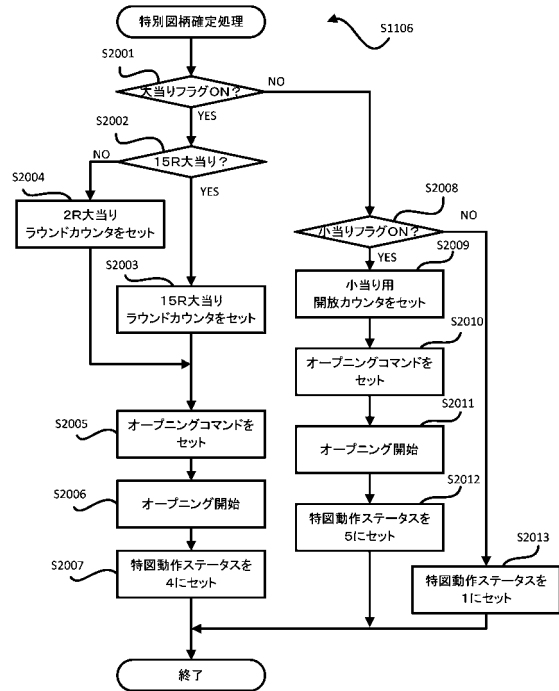 特別図柄確定処理
S1106
S2001
大当りフラグON？
NO
YES
S2002
15R大当り？
NO
YES
S2004
2R大当り
ラウンドカウンタをセット
S2003
15R大当り
ラウンドカウンタをセット
S2005
オープニングコマンドを
セット
S2006
オープニング開始
S2007
特図動作ステータスを
4にセット
S2008
小当りフラグON？
NO
YES
S2009
小当り用
開放カウンタをセット
S2010
オープニングコマンドを
セット
S2011
オープニング開始
S2012
特図動作ステータスを
5にセット
S2013
特図動作ステータスを
1にセット
終了